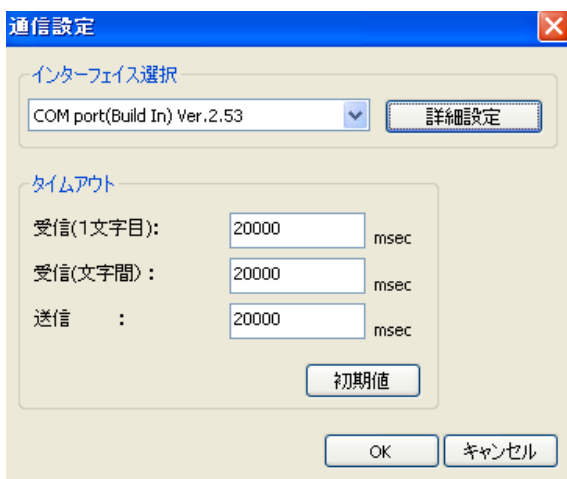 通信設定
インターフェイス選択
COM port(Build In) Ver.2.53 詳細設定
タイムアウト
受信(1文字目): 20000 msec
受信(文字間): 20000 msec
送信 : 20000 msec
初期値
OK キャンセル